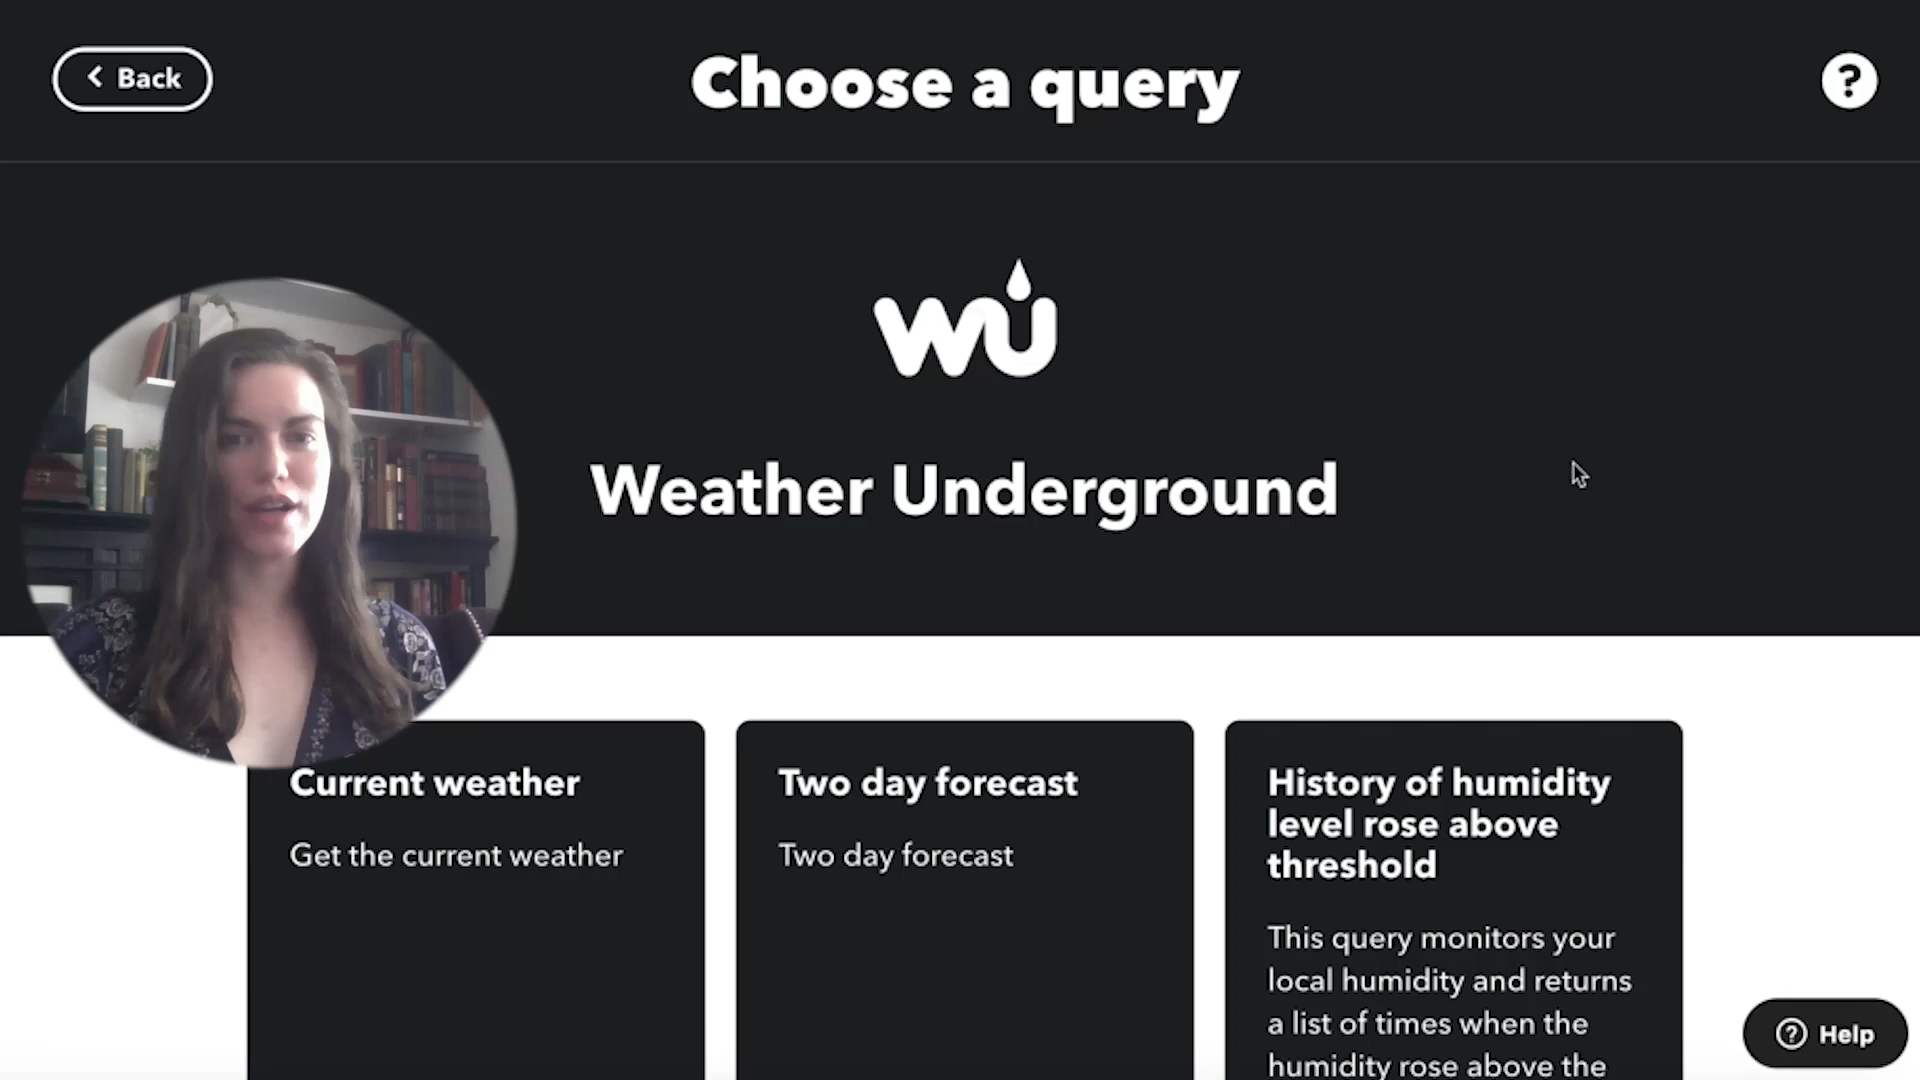 Back
Choose a query
?
wu
Weather Underground
Current weather
Get the current weather
Two day forecast
Two day forecast
History of humidity
level rose above
threshold
This query monitors your
local humidity and returns
a list of times when the
humidity rose above the
? Help